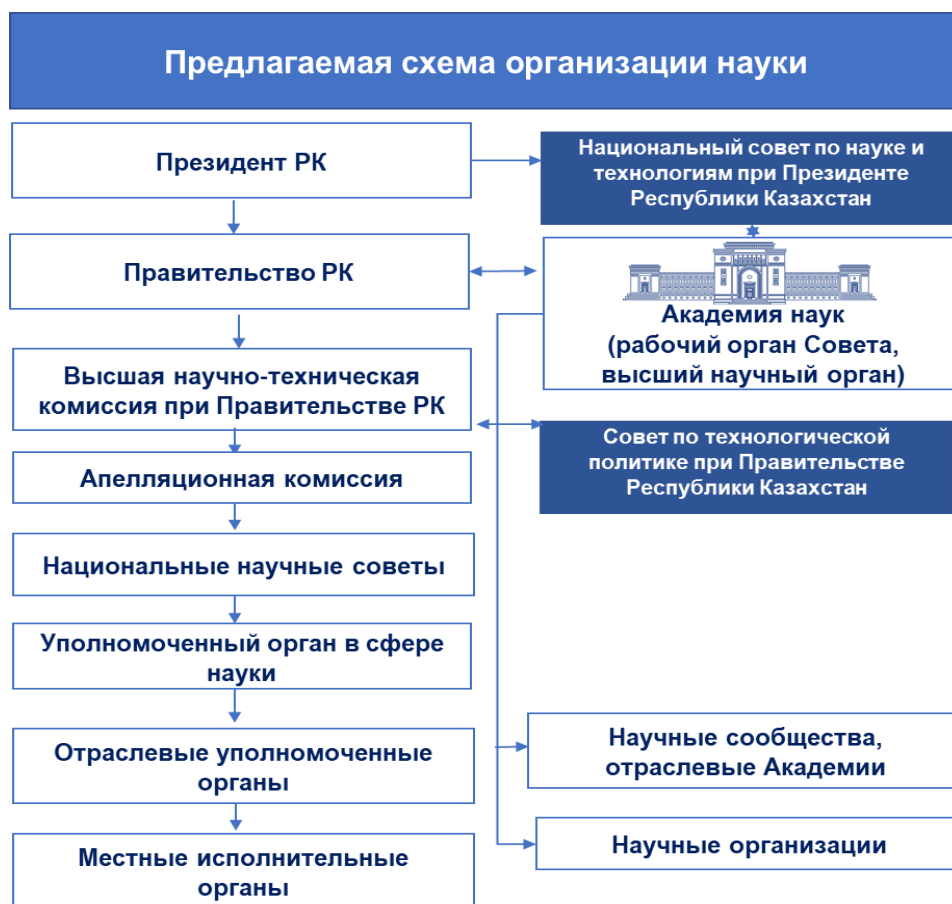 Предлагаемая схема организации науки
Президент РК
Национальный совет по науке и
технологиям при Президенте
Республики Казахстан
Правительство РК
Академия наук
(рабочий орган Совета,
высший научный орган)
Высшая научно-техническая
комиссия при Правительстве РК
Совет по технологической
политике при Правительстве
Республики Казахстан
Апелляционная комиссия
Национальные научные советы
Уполномоченный орган в сфере
науки
Отраслевые уполномоченные
органы
Научные сообщества,
отраслевые Академии
Местные исполнительные
органы
Научные организации